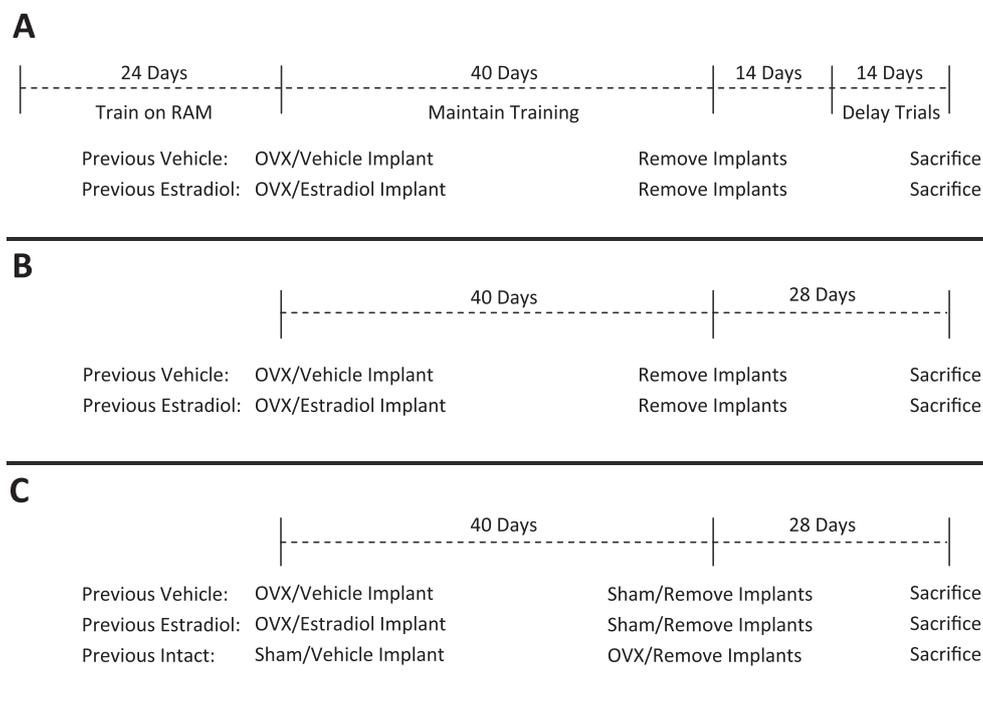 A
24 Days 40 Days 14 Days 14 Days
Train on RAM Maintain Training Delay Trials
Previous Vehicle: OVX/Vehicle Implant Remove Implants Sacrifice
Previous Estradiol: OVX/Estradiol Implant Remove Implants Sacrifice
B
40 Days 28 Days
Previous Vehicle: OVX/Vehicle Implant Remove Implants Sacrifice
Previous Estradiol: OVX/Estradiol Implant Remove Implants Sacrifice
C
40 Days 28 Days
Previous Vehicle: OVX/Vehicle Implant Sham/Remove Implants Sacrifice
Previous Estradiol: OVX/Estradiol Implant Sham/Remove Implants Sacrifice
Previous Intact: Sham/Vehicle Implant OVX/Remove Implants Sacrifice